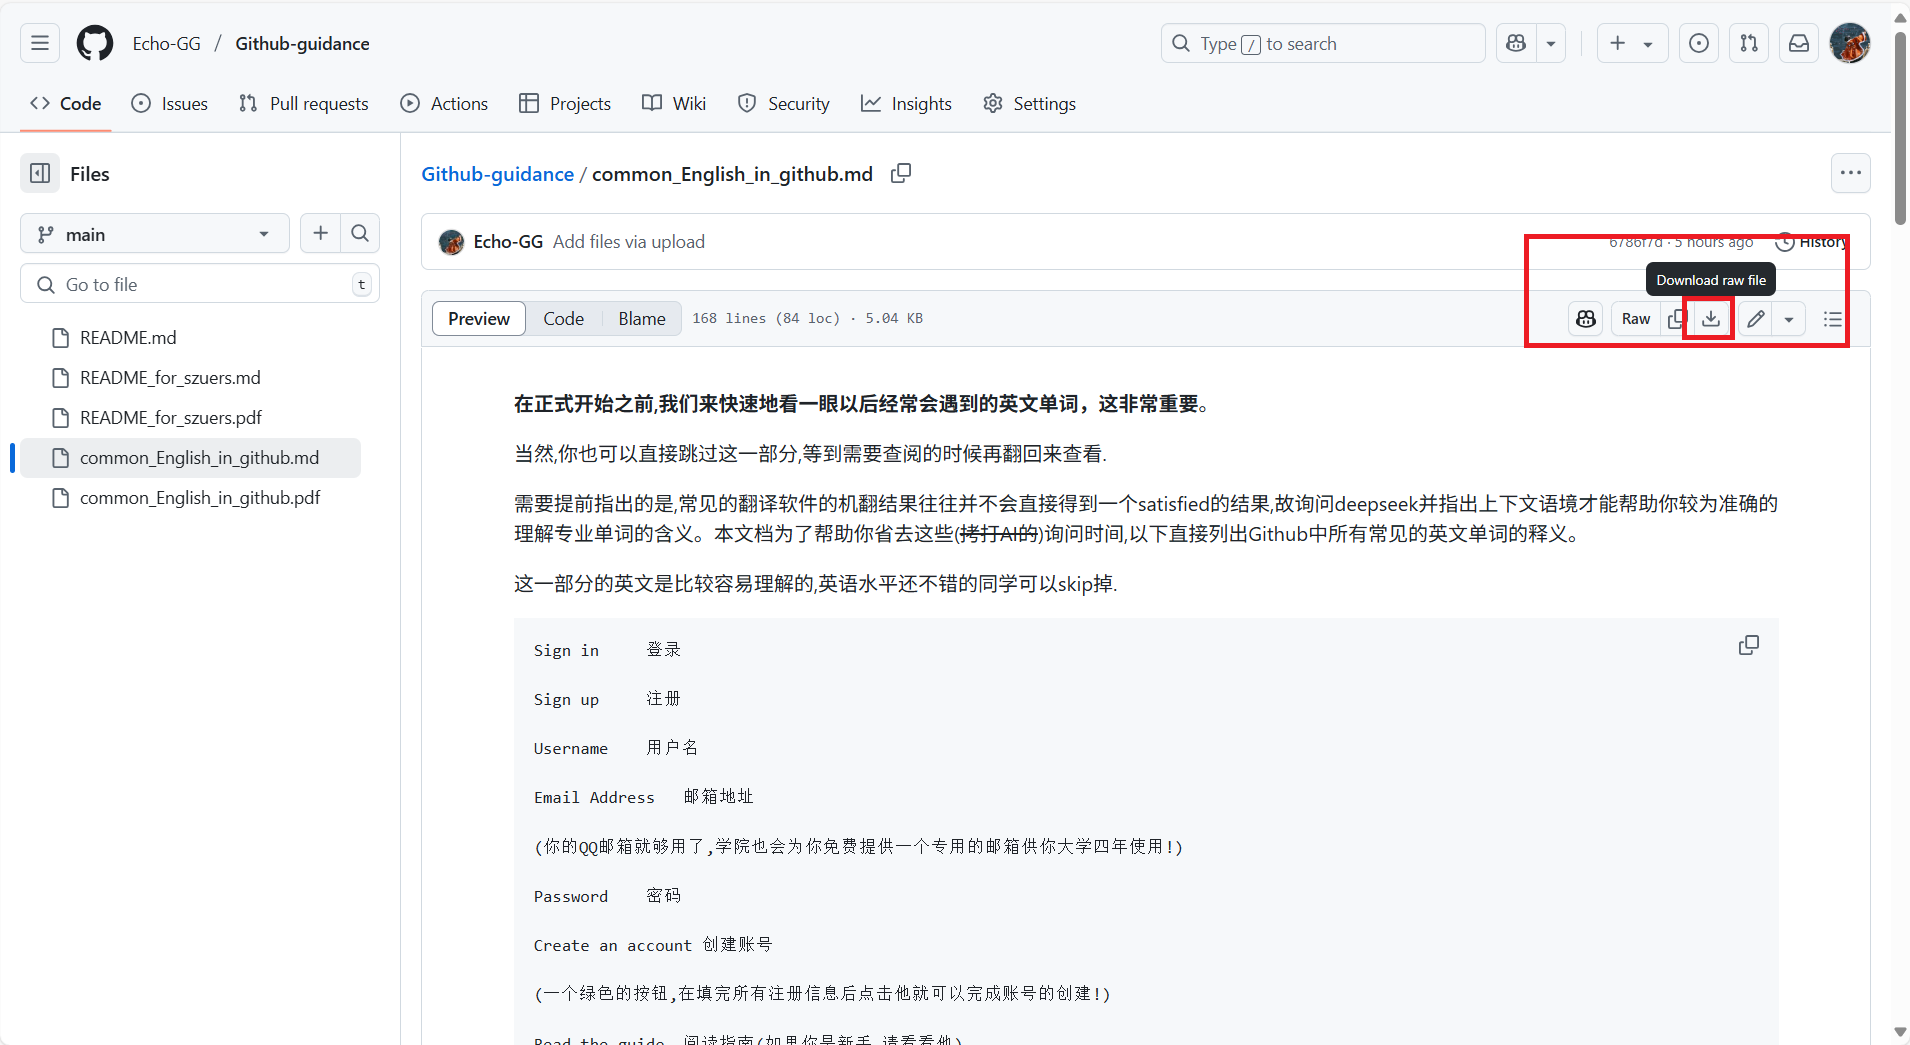 Echo-GG / Github-guidance
Type / to search
Code
Issues
Pull requests
Actions
Projects
Wiki
Security
Insights
Settings
Files
main
Go to file
t
README.md
README_for_szuers.md
README_for_szuers.pdf
common_English_in_github.md
common_English_in_github.pdf
Github-guidance / common_English_in_github.md
Echo-GG Add files via upload
6786f7d · 5 hours ago
History
Download raw file
Preview
Code
Blame
168 lines (84 loc) · 5.04 KB
Raw
在正式开始之前,我们来快速地看一眼以后经常会遇到的英文单词，这非常重要。
当然,你也可以直接跳过这一部分,等到需要查阅的时候再翻回来查看.
需要提前指出的是,常见的翻译软件的机翻结果往往并不会直接得到一个satisfied的结果,故询问deepseek并指出上下文语境才能帮助你较为准确的
理解专业单词的含义。本文档为了帮助你省去这些(拷打AI的)询问时间,以下直接列出Github中所有常见的英文单词的释义。
这一部分的英文是比较容易理解的,英语水平还不错的同学可以skip掉.
Sign in 登录
Sign up 注册
Username 用户名
Email Address 邮箱地址
(你的QQ邮箱就够用了,学院也会为你免费提供一个专用的邮箱供你大学四年使用!)
Password 密码
Create an account 创建账号
(一个绿色的按钮,在填完所有注册信息后点击他就可以完成账号的创建!)
Read the guide 阅读指南(如果你是新手,请看看他)